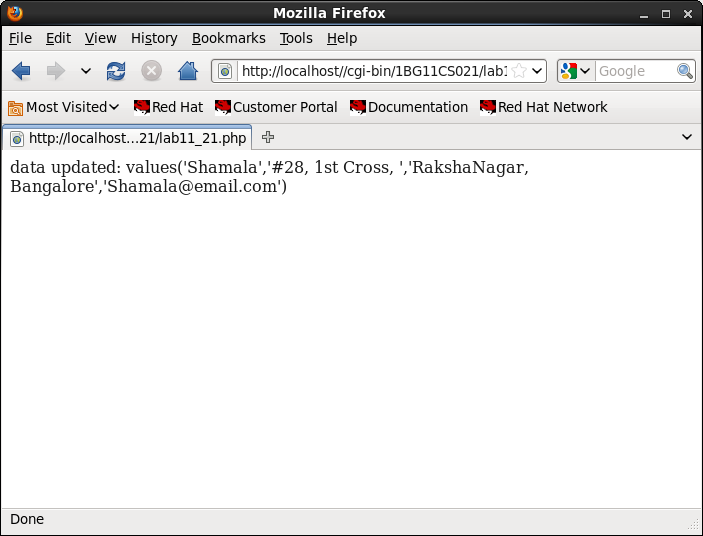 Mozilla Firefox
File Edit View History Bookmarks Tools Help
http://localhost//cgi-bin/1BG11CS021/lab1 Google
Most Visited Red Hat Customer Portal Documentation Red Hat Network
http://localhost...21/lab11_21.php
data updated: values('Shamala','#28, 1st Cross, ','RakshaNagar,
Bangalore','Shamala@email.com')
Done